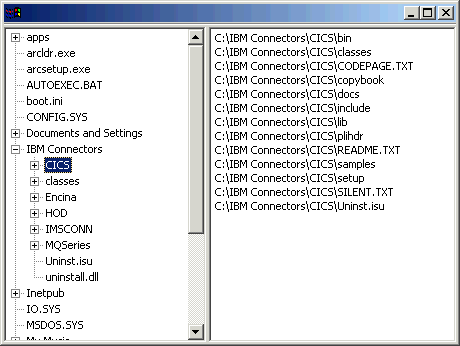 apps
arcldr.exe
arcsetup.exe
AUTOEXEC.BAT
boot.ini
CONFIG.SYS
Documents and Settings
IBM Connectors
CICS
classes
Encina
HOD
IMSCONN
MQSeries
Uninst.isu
uninstall.dll
Inetpub
IO.SYS
MSDOS.SYS
My Music
C:\IBM Connectors\CICS\bin
C:\IBM Connectors\CICS\classes
C:\IBM Connectors\CICS\CODEPAGE.TXT
C:\IBM Connectors\CICS\copybook
C:\IBM Connectors\CICS\docs
C:\IBM Connectors\CICS\include
C:\IBM Connectors\CICS\lib
C:\IBM Connectors\CICS\plihdr
C:\IBM Connectors\CICS\README.TXT
C:\IBM Connectors\CICS\samples
C:\IBM Connectors\CICS\setup
C:\IBM Connectors\CICS\SILENT.TXT
C:\IBM Connectors\CICS\Uninst.isu